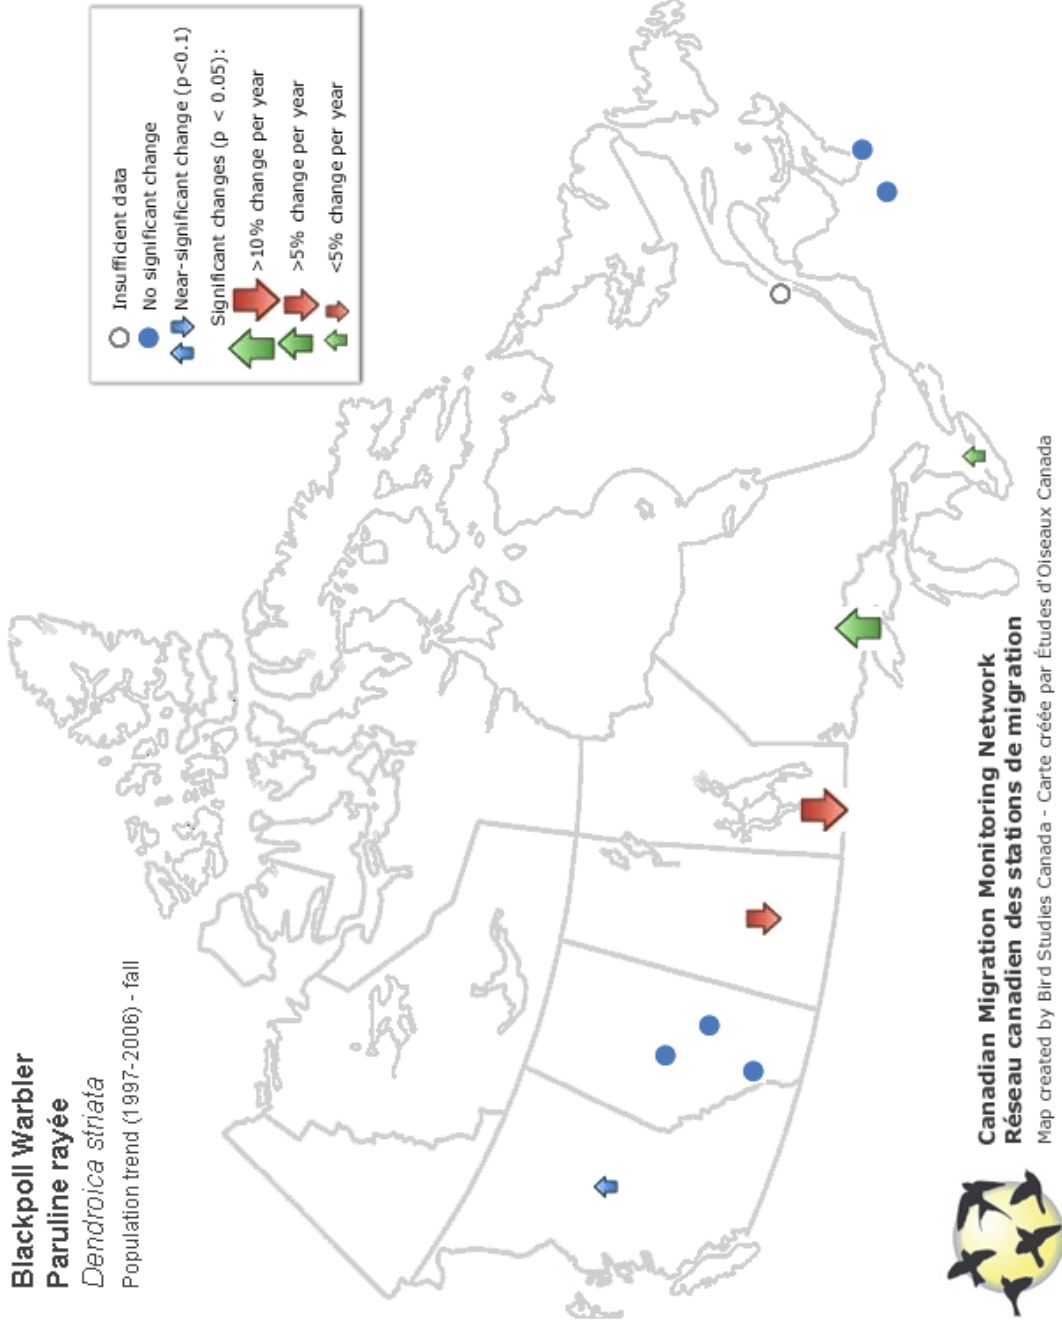 Blackpoll Warbler
Paruline rayée
Dendroica striata
Population trend (1997-2006) - fall
Insufficient data
No significant change
Near-significant change (p<0.1)
Significant changes (p < 0.05):
>10% change per year
>5% change per year
<5% change per year
Canadian Migration Monitoring Network
Réseau canadien des stations de migration
Map created by Bird Studies Canada - Carte créée par Études d'Oiseaux Canada